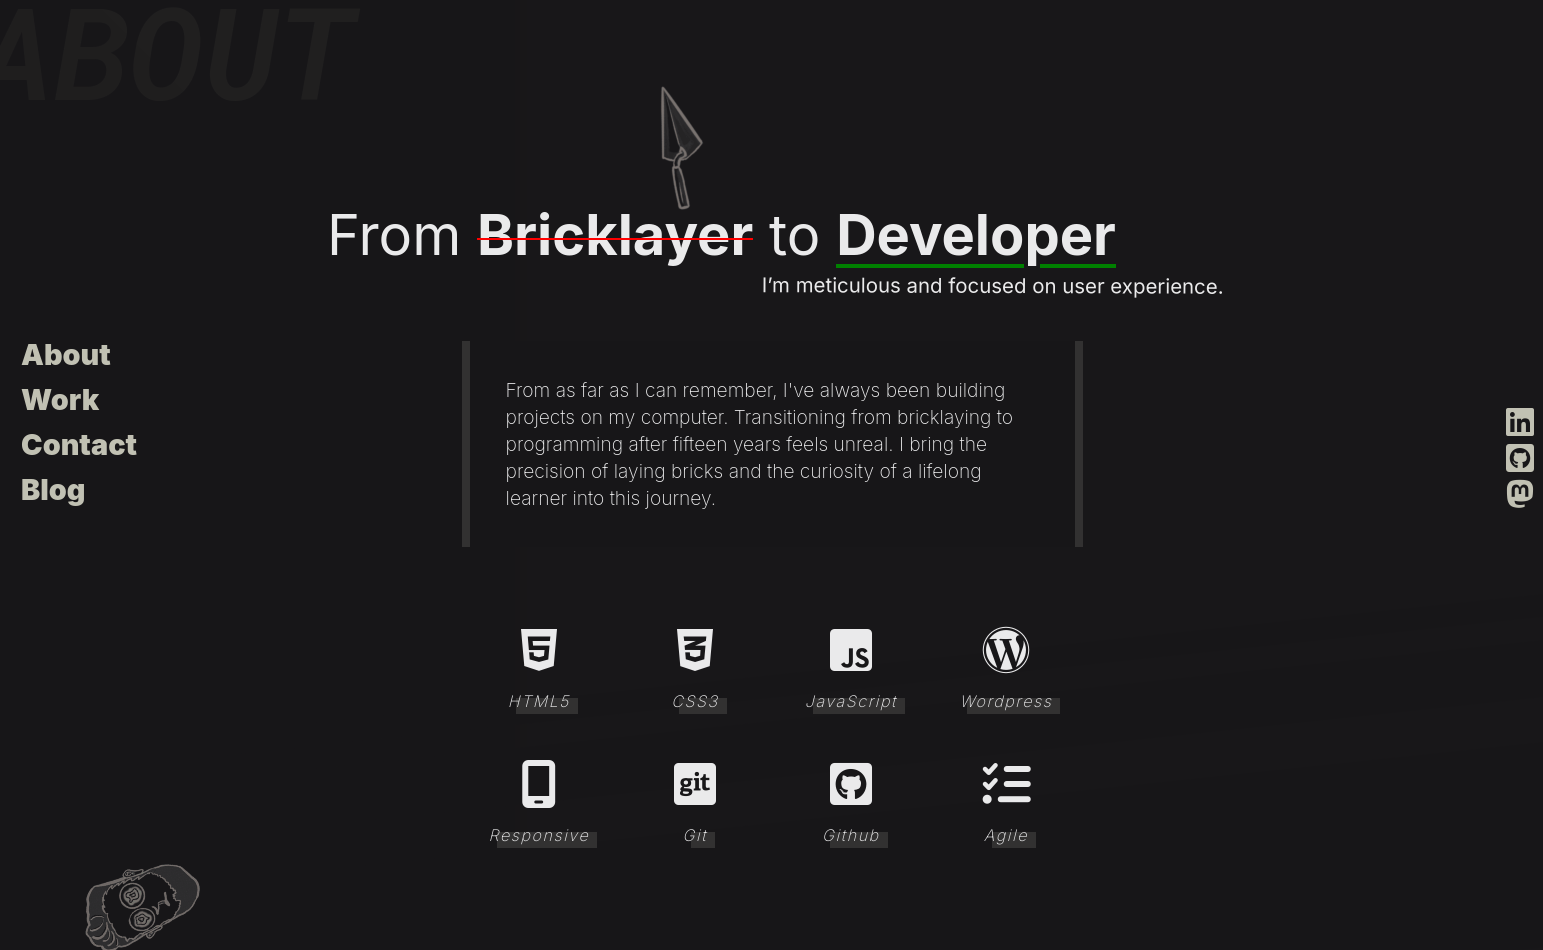 ABOUT
From Bricklayer to Developer
I’m meticulous and focused on user experience.
About
Work
Contact
Blog
From as far as I can remember, I've always been building
projects on my computer. Transitioning from bricklaying to
programming after fifteen years feels unreal. I bring the
precision of laying bricks and the curiosity of a lifelong
learner into this journey.
in
m
5
3
JS
W
HTML5
CSS3
JavaScript
Wordpress
git
Responsive
Git
Github
Agile